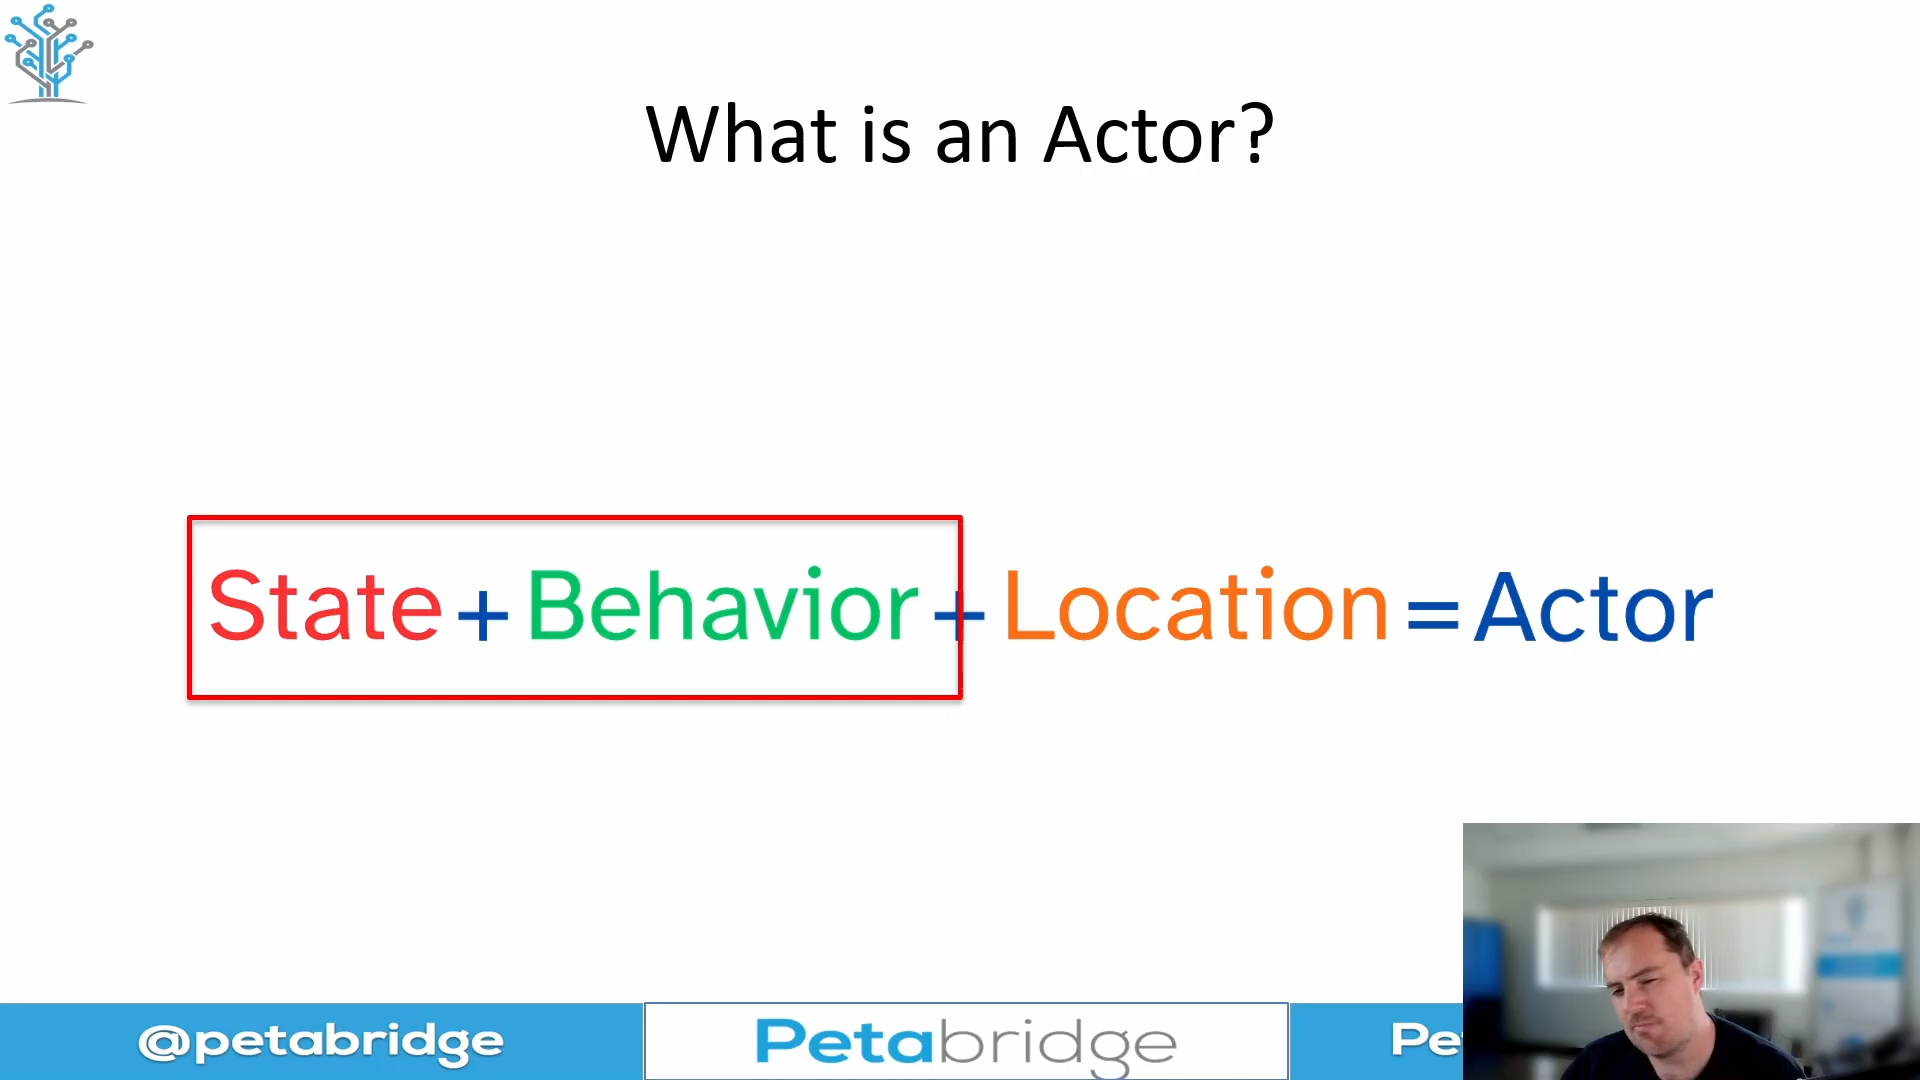 What is an Actor?
State + Behavior + Location = Actor
@petabridge
Petabridge
Pe